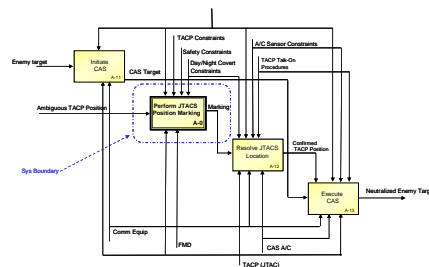 TACP Constraints
Safety Constraints
Day/Night Covert
Constraints
A/C Sensor Constraints
TACP Talk-On
Procedures
Enemy target
Initiate
CAS
A-11
CAS Target
Ambiguous TACP Position
Perform JTACS
Position Marking
A-0
Marking
Sys Boundary
Resolve JTACS
Location
A-12
Confirmed
TACP Position
Execute
CAS
A-13
Neutralized Enemy Targ
Comm Equip
FMD
CAS A/C
TACP (JTAC)